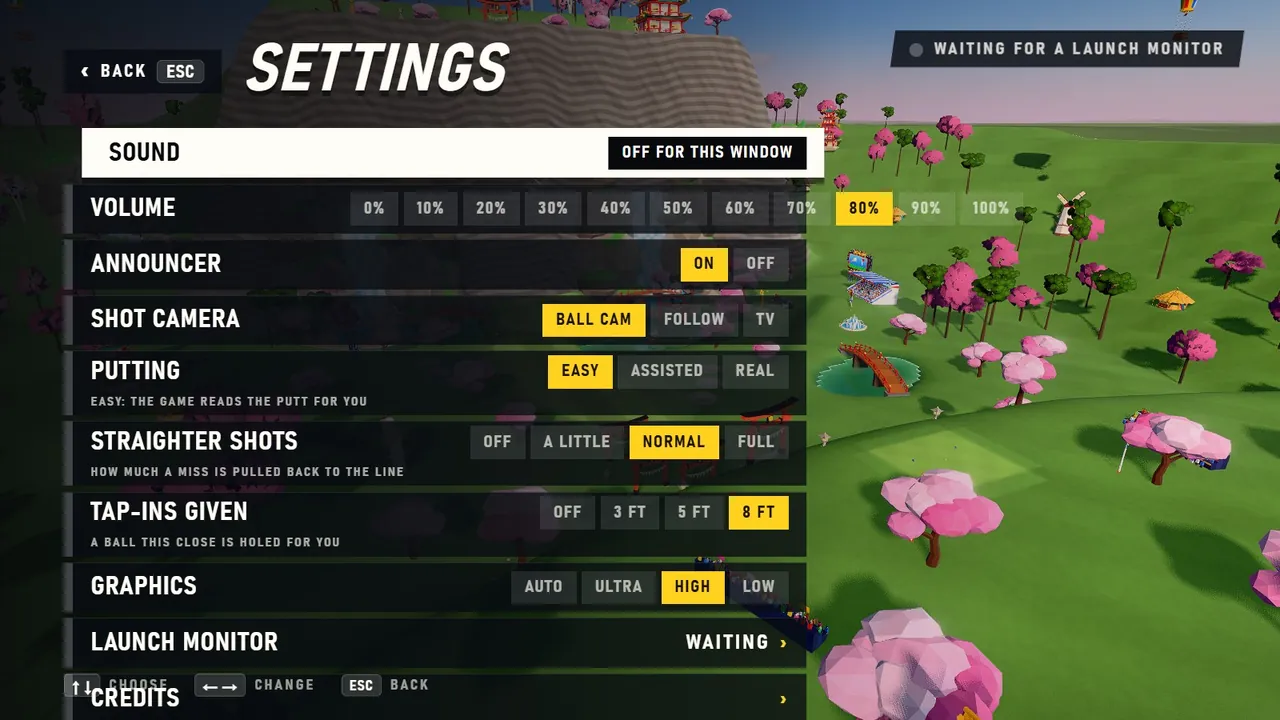 ‹ BACK ESC
SETTINGS
WAITING FOR A LAUNCH MONITOR
SOUND OFF FOR THIS WINDOW
VOLUME 0% 10% 20% 30% 40% 50% 60% 70% 80% 90% 100%
ANNOUNCER ON OFF
SHOT CAMERA BALL CAM FOLLOW TV
PUTTING EASY ASSISTED REAL
EASY: THE GAME READS THE PUTT FOR YOU
STRAIGHTER SHOTS OFF A LITTLE NORMAL FULL
HOW MUCH A MISS IS PULLED BACK TO THE LINE
TAP-INS GIVEN OFF 3 FT 5 FT 8 FT
A BALL THIS CLOSE IS HOLED FOR YOU
GRAPHICS AUTO ULTRA HIGH LOW
LAUNCH MONITOR WAITING ›
↑↓ CHOOSE ←→ CHANGE ESC BACK
CREDITS ›